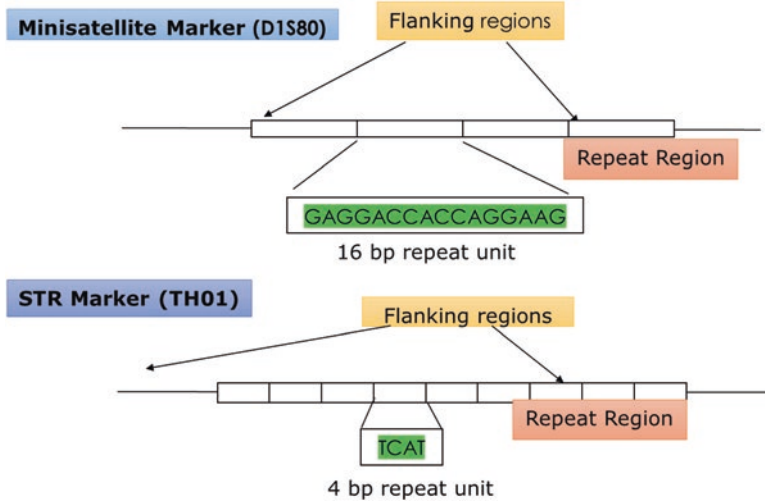 Minisatellite Marker (D1S80)
Flanking regions
Repeat Region
GAGGACCACCAGGAAG
16 bp repeat unit
STR Marker (TH01)
Flanking regions
Repeat Region
TCAT
4 bp repeat unit